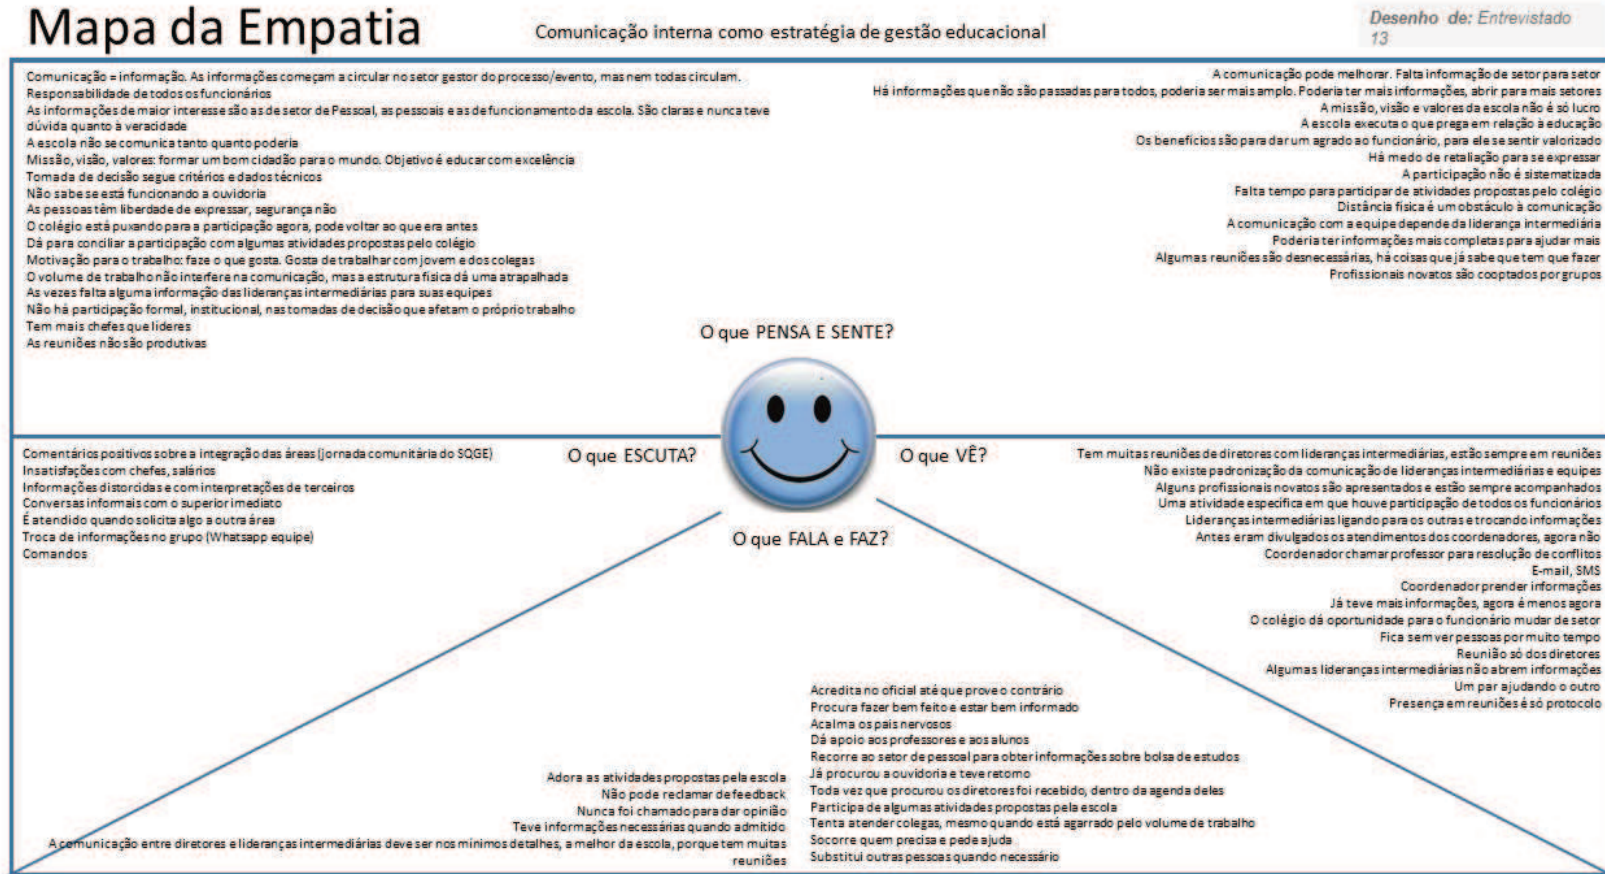 Mapa da Empatia
Comunicação interna como estratégia de gestão educacional
Desenho de: Entrevistado
13
Comunicação = informação. As informações começam a circular no setor gestor do processo/evento, mas nem todas circulam.
Responsabilidade de todos os funcionários
As informações de maior interesse são as de setor de Pessoal, as pessoais e as de funcionamento da escola. São claras e nunca teve
dúvida quanto à veracidade
A escola não se comunica tanto quanto poderia
Missão, visão, valores: formar um bom cidadão para o mundo. Objetivo é educar com excelência
Tomada de decisão segue critérios e dados técnicos
Não sabe se está funcionando a ouvidoria
As pessoas têm liberdade de expressar, segurança não
O colégio está puxando para a participação agora, pode voltar ao que era antes
Dá para conciliar a participação com algumas atividades propostas pelo colégio
Motivação para o trabalho: faze o que gosta. Gosta de trabalhar com jovem e dos colegas
O volume de trabalho não interfere na comunicação, mas a estrutura física dá uma atrapalhada
As vezes falta alguma informação das lideranças intermediárias para suas equipes
Não há participação formal, institucional, nas tomadas de decisão que afetam o próprio trabalho
Tem mais chefes que líderes
As reuniões não são produtivas
A comunicação pode melhorar. Falta informação de setor para setor
Há informações que não são passadas para todos, poderia ser mais amplo. Poderia ter mais informações, abrir para mais setores
A missão, visão e valores da escola não é só lucro
A escola executa o que prega em relação à educação
Os benefícios são para dar um agrado ao funcionário, para ele se sentir valorizado
Há medo de retaliação para se expressar
A participação não é sistematizada
Falta tempo para participar de atividades propostas pelo colégio
Distância física é um obstáculo à comunicação
A comunicação com a equipe depende da liderança intermediária
Poderia ter informações mais completas para ajudar mais
Algumas reuniões são desnecessárias, há coisas que já sabe que tem que fazer
Profissionais novatos são cooptados por grupos
O que PENSA E SENTE?
O que ESCUTA?
Comentários positivos sobre a integração das áreas (jornada comunitária do SQGE)
Insatisfações com chefes, salários
Informações distorcidas e com interpretações de terceiros
Conversas informais com o superior imediato
É atendido quando solicita algo a outra área
Troca de informações no grupo (Whatsapp equipe)
Comandos
O que VÊ?
Tem muitas reuniões de diretores com lideranças intermediárias, estão sempre em reuniões
Não existe padronização da comunicação de lideranças intermediárias e equipes
Alguns profissionais novatos são apresentados e estão sempre acompanhados
Uma atividade específica em que houve participação de todos os funcionários
Lideranças intermediárias ligando para os outras e trocando informações
Antes eram divulgados os atendimentos dos coordenadores, agora não
Coordenador chamar professor para resolução de conflitos
E-mail, SMS
Coordenador prender informações
Já teve mais informações, agora é menos agora
O colégio dá oportunidade para o funcionário mudar de setor
Fica sem ver pessoas por muito tempo
Reunião só dos diretores
Algumas lideranças intermediárias não abrem informações
Um par ajudando o outro
Presença em reuniões é só protocolo
O que FALA e FAZ?
Adora as atividades propostas pela escola
Não pode reclamar de feedback
Nunca foi chamado para dar opinião
Teve informações necessárias quando admitido
A comunicação entre diretores e lideranças intermediárias deve ser nos mínimos detalhes, a melhor da escola, porque tem muitas
reuniões
Acredita no oficial até que prove o contrário
Procura fazer bem feito e estar bem informado
Acalma os pais nervosos
Dá apoio aos professores e aos alunos
Recorre ao setor de pessoal para obter informações sobre bolsa de estudos
Já procurou a ouvidoria e teve retorno
Toda vez que procurou os diretores foi recebido, dentro da agenda deles
Participa de algumas atividades propostas pela escola
Tenta atender colegas, mesmo quando está agarrado pelo volume de trabalho
Socorre quem precisa e pede ajuda
Substitui outras pessoas quando necessário